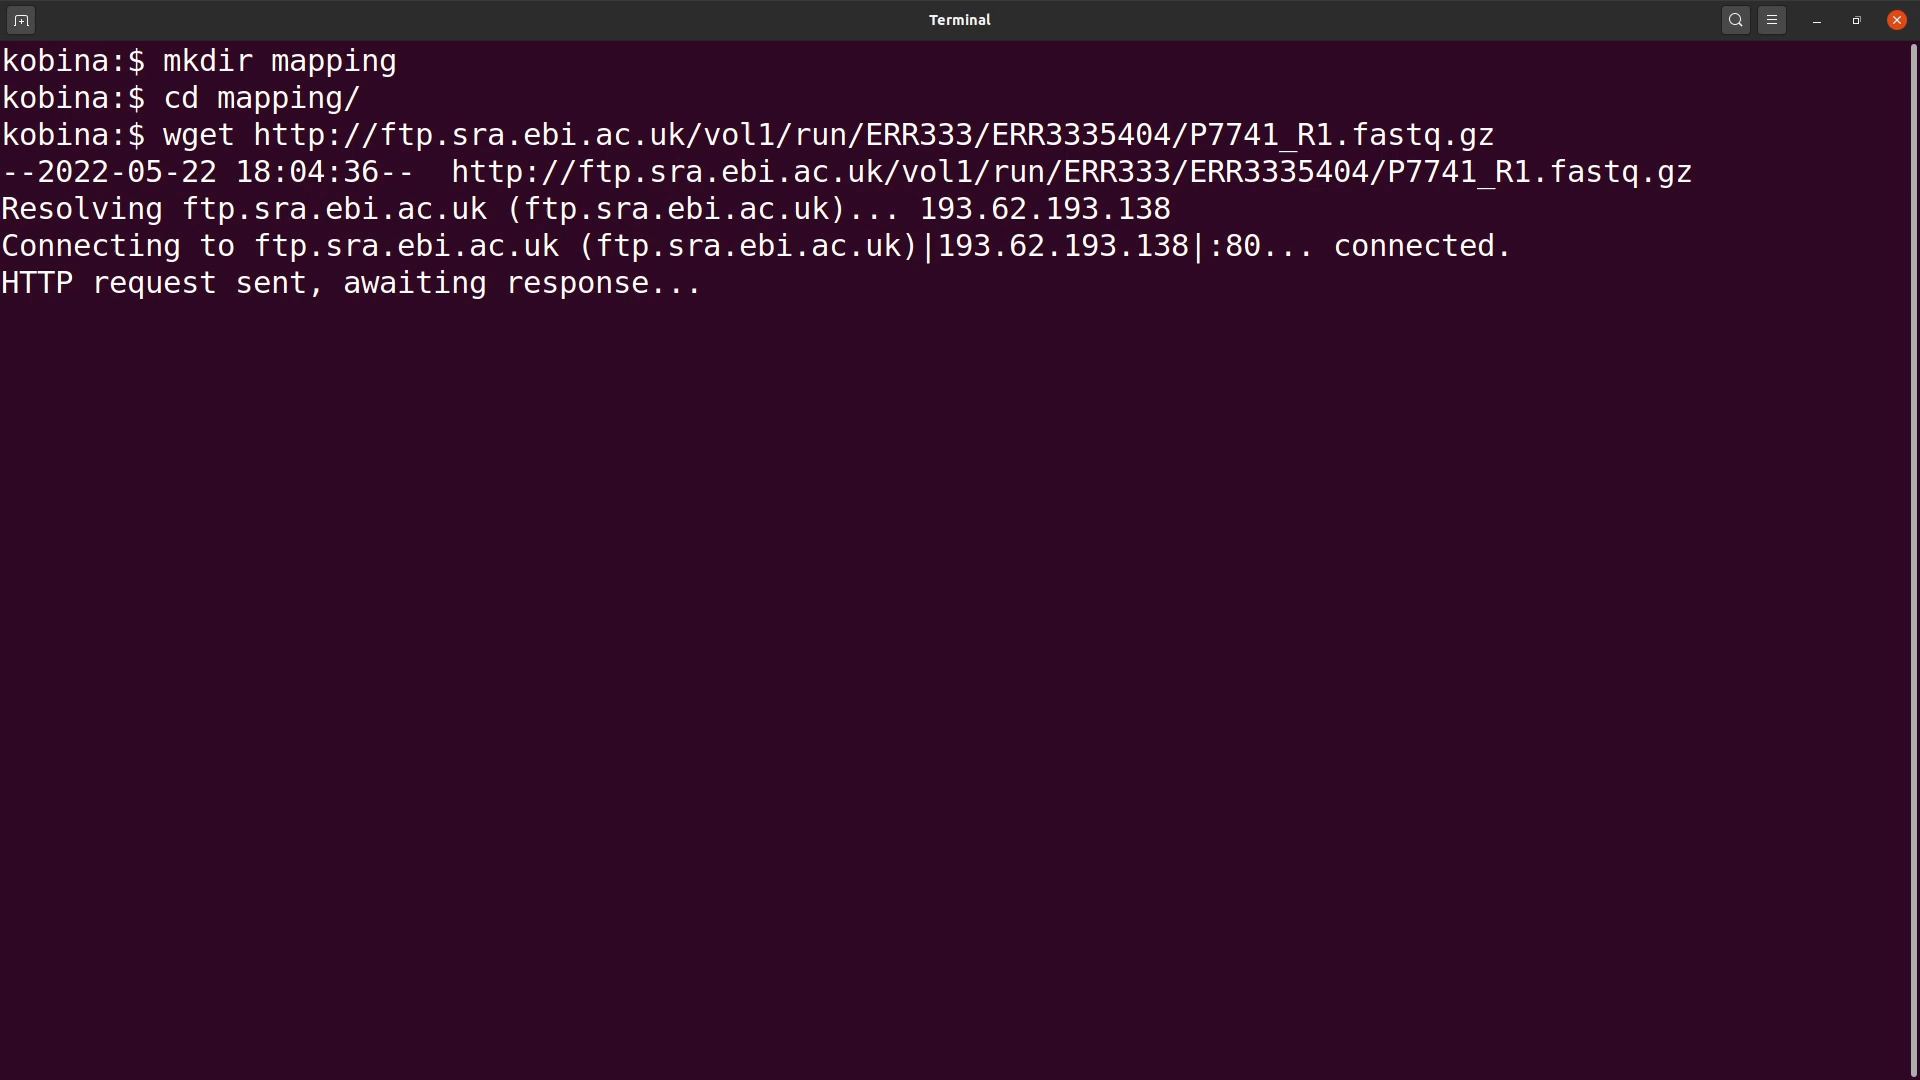 Terminal
kobina:$ mkdir mapping
kobina:$ cd mapping/
kobina:$ wget http://ftp.sra.ebi.ac.uk/vol1/run/ERR333/ERR3335404/P7741_R1.fastq.gz
--2022-05-22 18:04:36--  http://ftp.sra.ebi.ac.uk/vol1/run/ERR333/ERR3335404/P7741_R1.fastq.gz
Resolving ftp.sra.ebi.ac.uk (ftp.sra.ebi.ac.uk)... 193.62.193.138
Connecting to ftp.sra.ebi.ac.uk (ftp.sra.ebi.ac.uk)|193.62.193.138|:80... connected.
HTTP request sent, awaiting response...